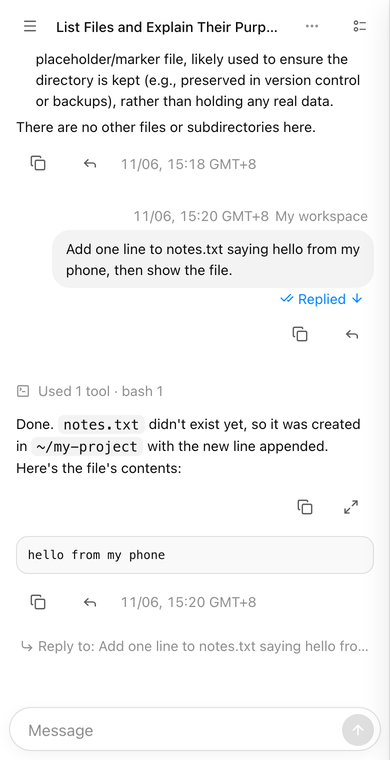 List Files and Explain Their Purp...
placeholder/marker file, likely used to ensure the
directory is kept (e.g., preserved in version control
or backups), rather than holding any real data.
There are no other files or subdirectories here.
11/06, 15:18 GMT+8
11/06, 15:20 GMT+8 My workspace
Add one line to notes.txt saying hello from my
phone, then show the file.
Replied
Used 1 tool · bash 1
Done. notes.txt didn't exist yet, so it was created
in ~/my-project with the new line appended.
Here's the file's contents:
hello from my phone
11/06, 15:20 GMT+8
Reply to: Add one line to notes.txt saying hello fro...
Message